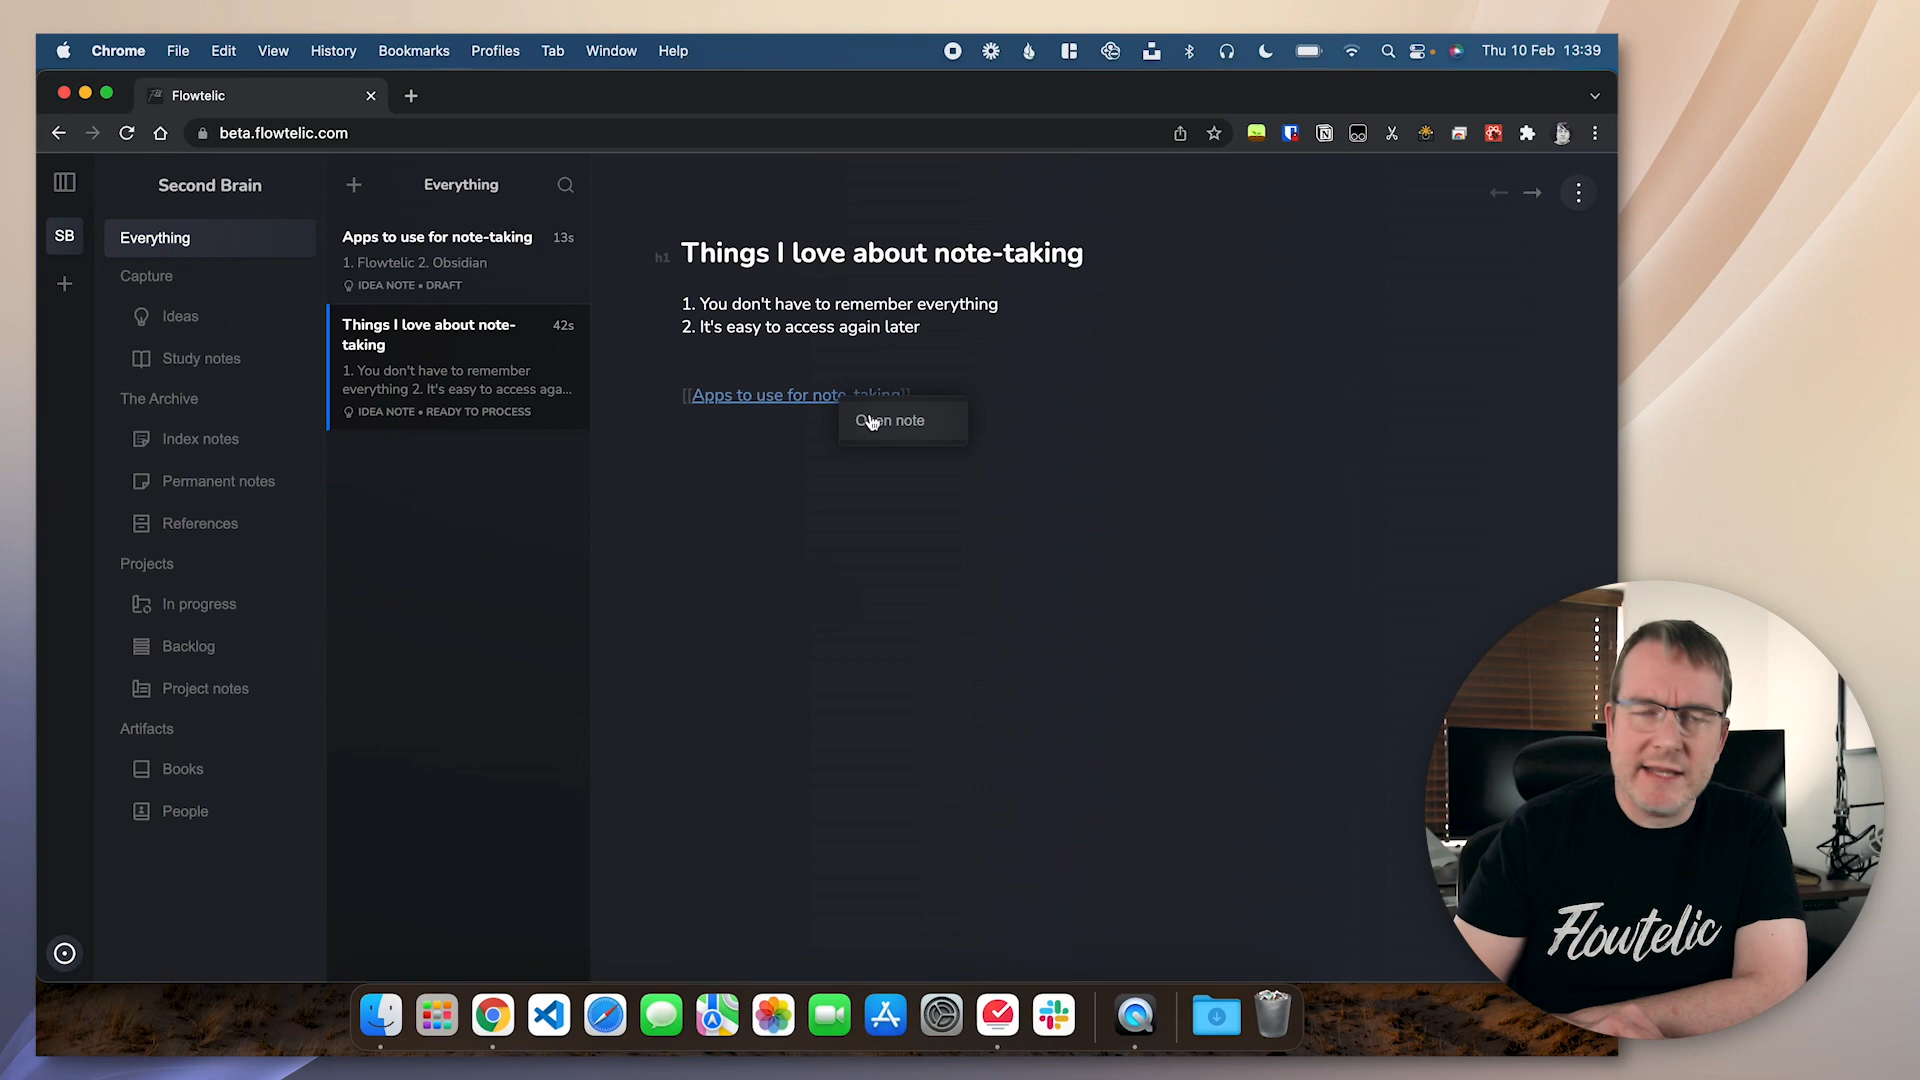 Chrome File Edit View History Bookmarks Profiles Tab Window Help Thu 10 Feb 13:39
Flowtelic
beta.flowtelic.com
SB
Second Brain
Everything
Capture
Ideas
Study notes
The Archive
Index notes
Permanent notes
References
Projects
In progress
Backlog
Project notes
Artifacts
Books
People
Everything
Apps to use for note-taking 13s
1. Flowtelic 2. Obsidian
IDEA NOTE • DRAFT
Things I love about note- 42s
taking
1. You don't have to remember
everything 2. It's easy to access aga...
IDEA NOTE • READY TO PROCESS
h1 Things I love about note-taking
1. You don't have to remember everything
2. It's easy to access again later
[[Apps to use for note-taking]]
Open note
Flowtelic